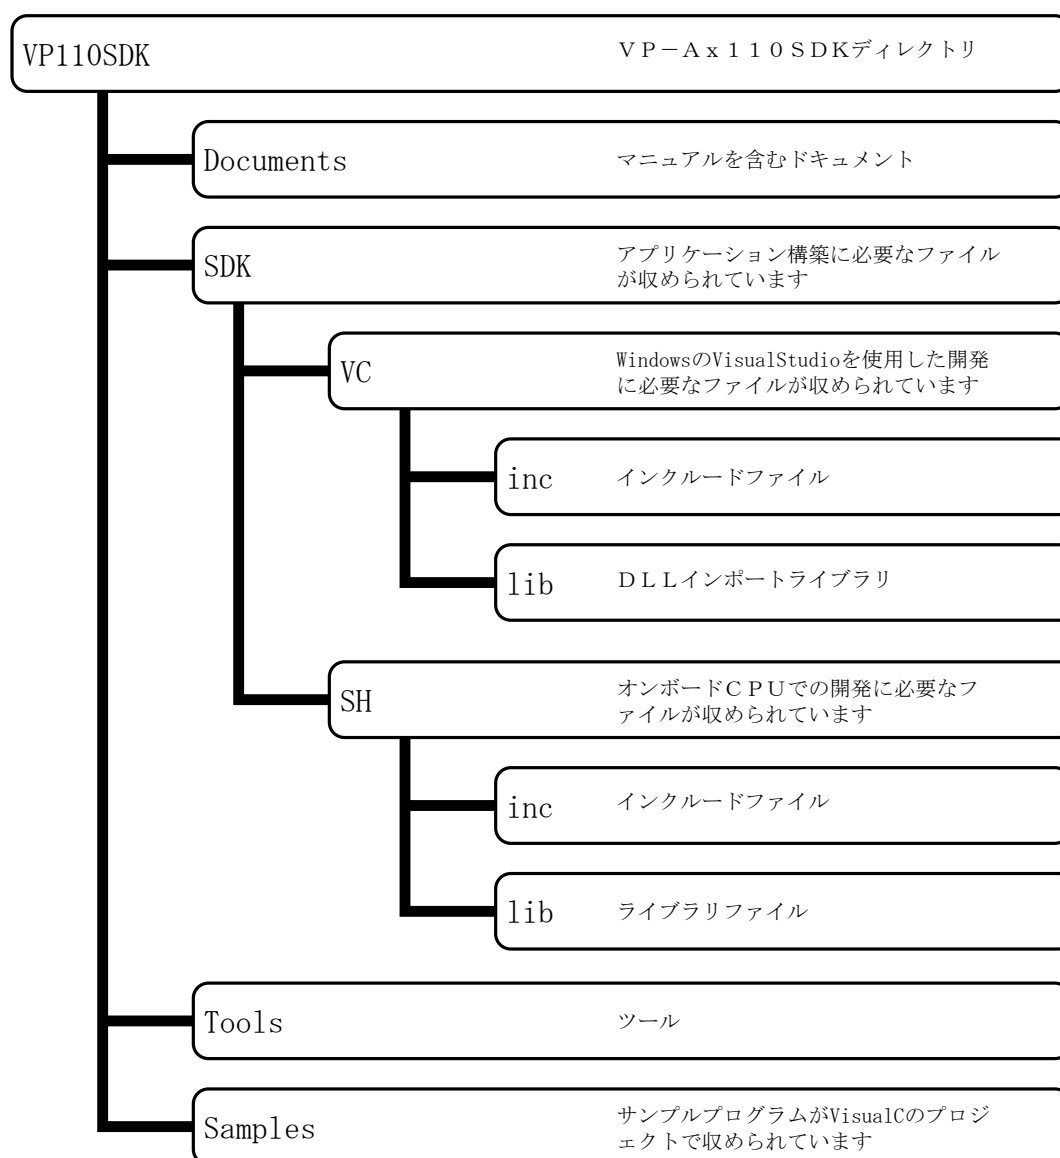 VP110SDK ＶＰ－Ａｘ１１０ＳＤＫディレクトリ
Documents マニュアルを含むドキュメント
SDK アプリケーション構築に必要なファイル
が収められています
VC WindowsのVisualStudioを使用した開発
に必要なファイルが収められています
inc インクルードファイル
lib ＤＬＬインポートライブラリ
SH オンボードＣＰＵでの開発に必要なフ
ァイルが収められています
inc インクルードファイル
lib ライブラリファイル
Tools ツール
Samples サンプルプログラムがVisualCのプロジ
ェクトで収められています